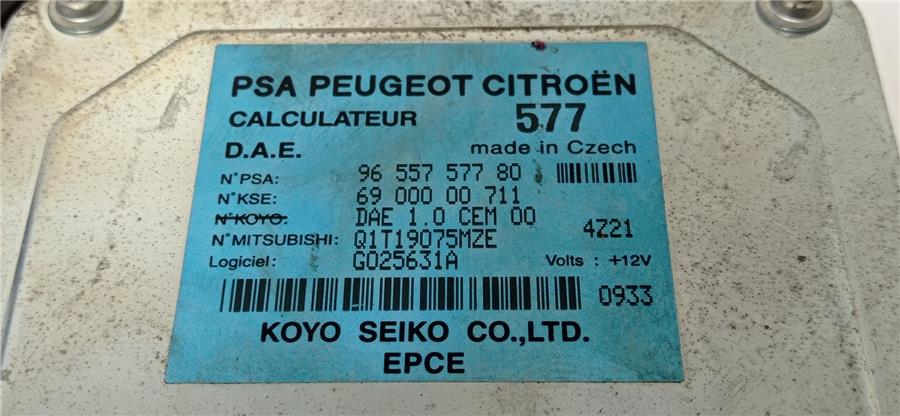 PSA PEUGEOT CITROËN
CALCULATEUR 577
D.A.E. made in Czech
N°PSA: 96 557 577 80
N°KSE: 69 000 00 711
N°KOYO: DAE 1.0 CEM 00
4Z21
N°MITSUBISHI: Q1T19075MZE
Logiciel: G025631A Volts : +12V
0933
KOYO SEIKO CO.,LTD.
EPCE